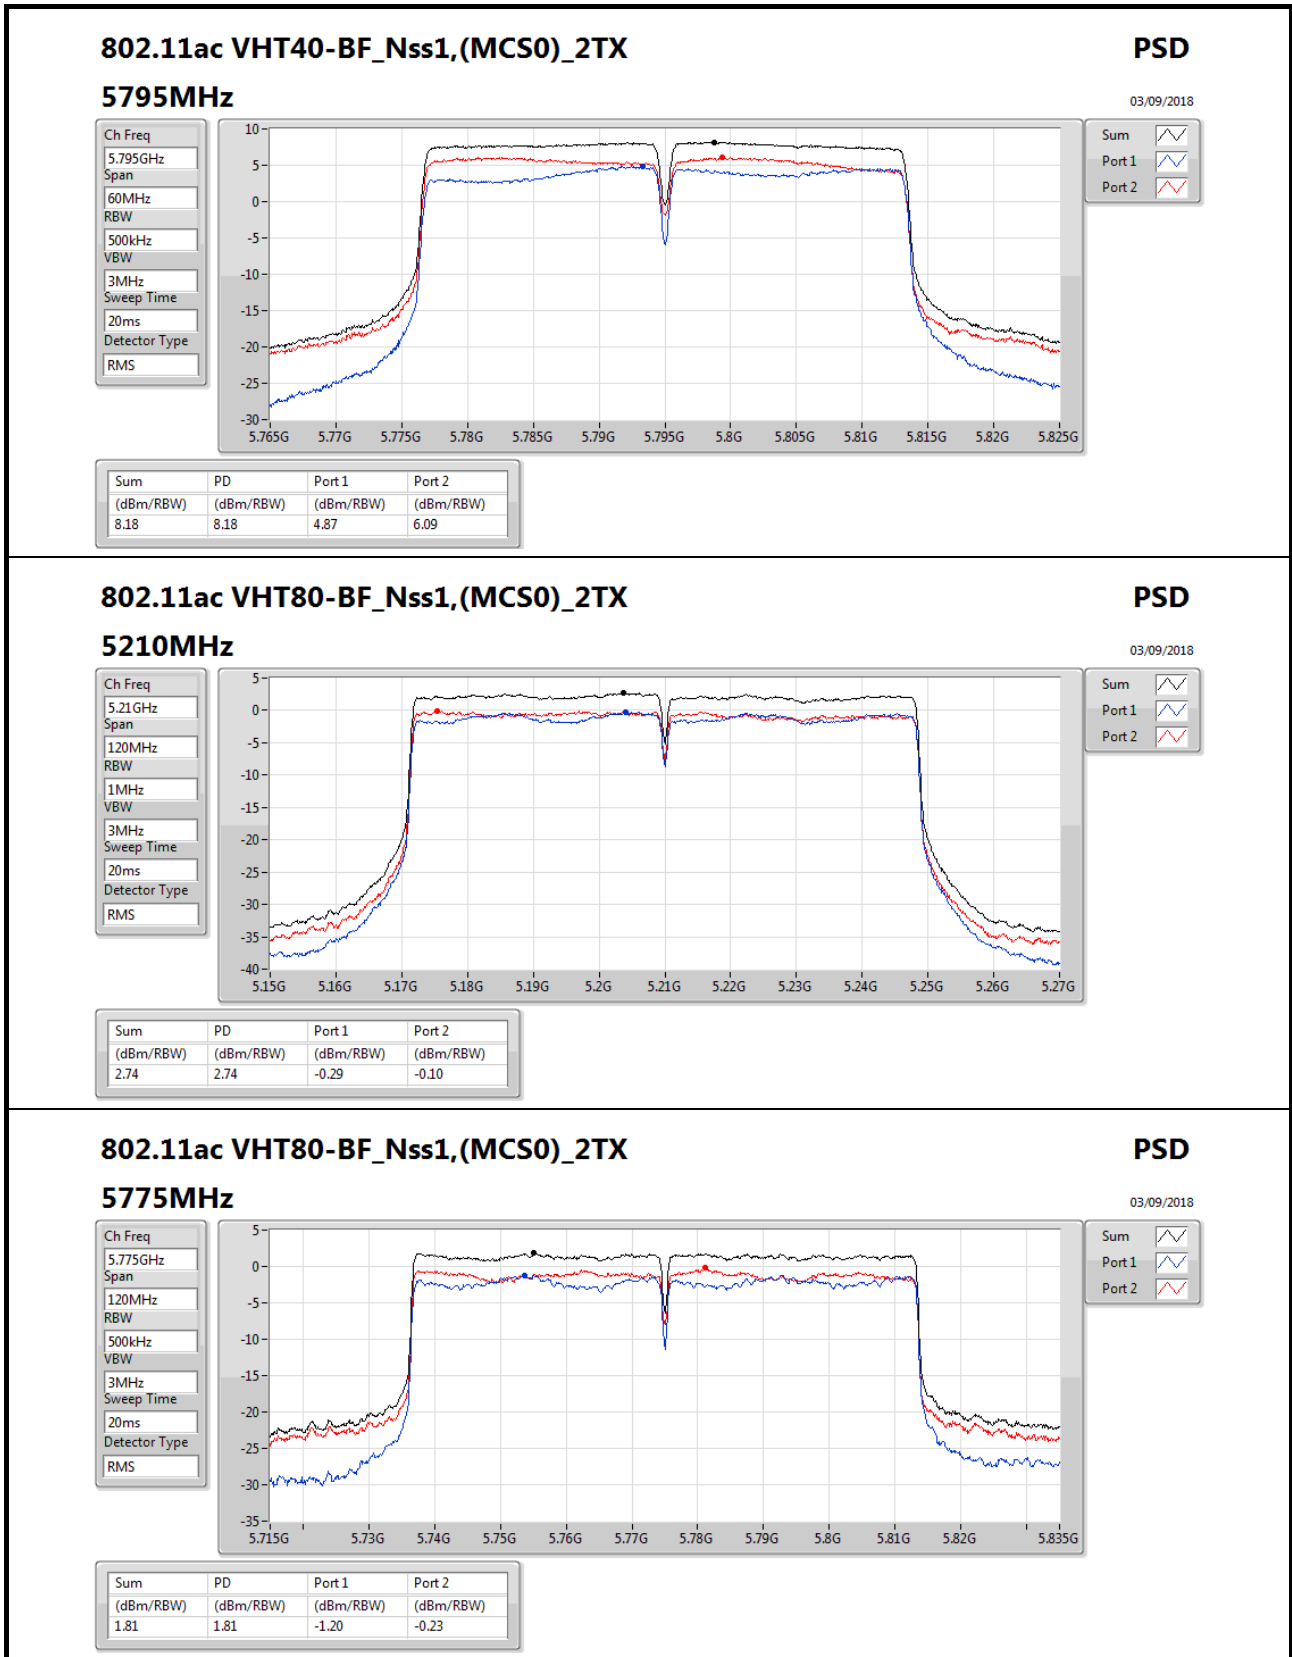 802.11ac VHT40-BF_Nss1,(MCS0)_2TX PSD
5795MHz 03/09/2018
Ch Freq
5.795GHz
Span
60MHz
RBW
500kHz
VBW
3MHz
Sweep Time
20ms
Detector Type
RMS
10
5
0
-5
-10
-15
-20
-25
-30
5.765G 5.77G 5.775G 5.78G 5.785G 5.79G 5.795G 5.8G 5.805G 5.81G 5.815G 5.82G 5.825G
Sum
Port 1
Port 2
Sum PD Port 1 Port 2
(dBm/RBW) (dBm/RBW) (dBm/RBW) (dBm/RBW)
8.18 8.18 4.87 6.09
802.11ac VHT80-BF_Nss1,(MCS0)_2TX PSD
5210MHz 03/09/2018
Ch Freq
5.21GHz
Span
120MHz
RBW
1MHz
VBW
3MHz
Sweep Time
20ms
Detector Type
RMS
5
0
-5
-10
-15
-20
-25
-30
-35
-40
5.15G 5.16G 5.17G 5.18G 5.19G 5.2G 5.21G 5.22G 5.23G 5.24G 5.25G 5.26G 5.27G
Sum
Port 1
Port 2
Sum PD Port 1 Port 2
(dBm/RBW) (dBm/RBW) (dBm/RBW) (dBm/RBW)
2.74 2.74 -0.29 -0.10
802.11ac VHT80-BF_Nss1,(MCS0)_2TX PSD
5775MHz 03/09/2018
Ch Freq
5.775GHz
Span
120MHz
RBW
500kHz
VBW
3MHz
Sweep Time
20ms
Detector Type
RMS
5
0
-5
-10
-15
-20
-25
-30
-35
5.715G 5.73G 5.74G 5.75G 5.76G 5.77G 5.78G 5.79G 5.8G 5.81G 5.82G 5.835G
Sum
Port 1
Port 2
Sum PD Port 1 Port 2
(dBm/RBW) (dBm/RBW) (dBm/RBW) (dBm/RBW)
1.81 1.81 -1.20 -0.23